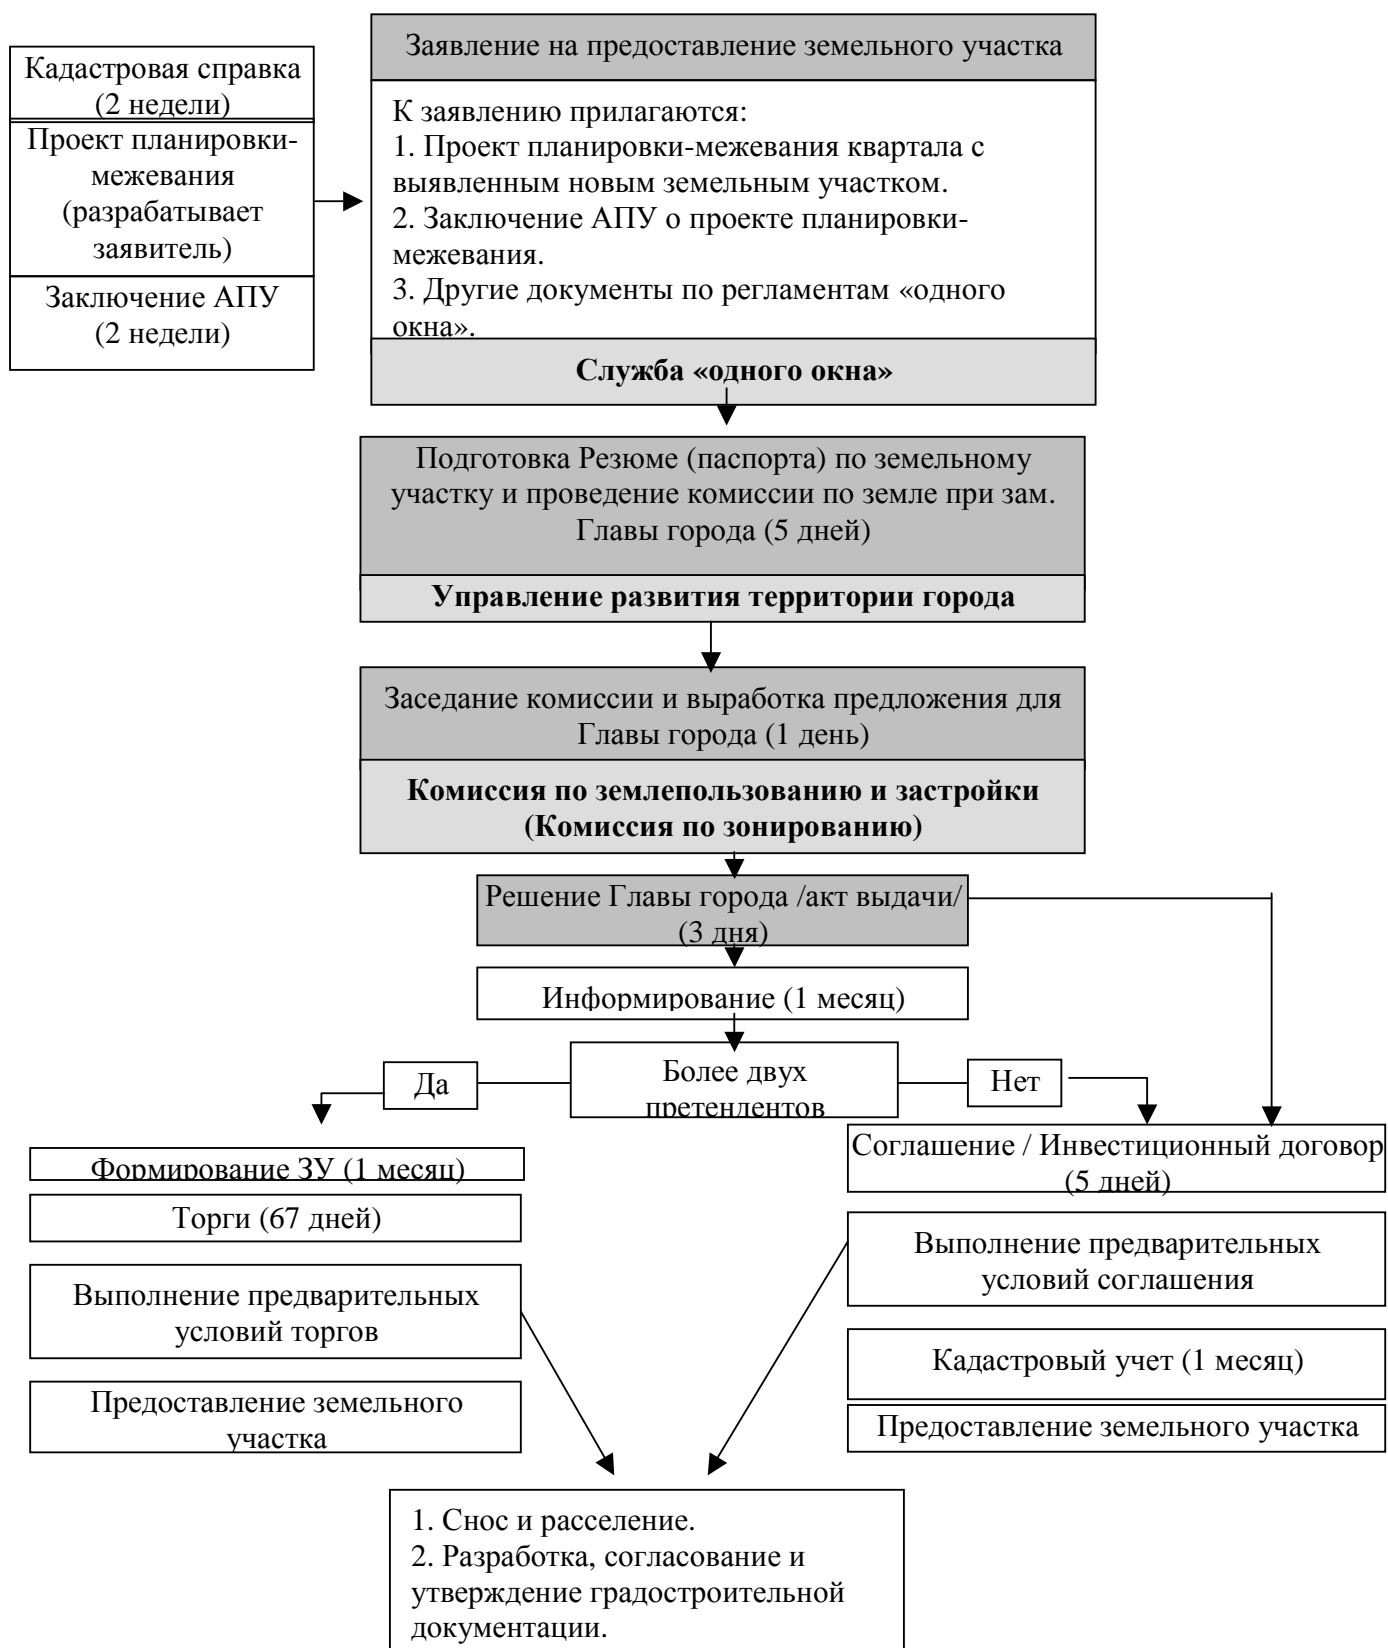 Кадастровая справка
(2 недели)
Проект планировки-
межевания
(разрабатывает
заявитель)
Заключение АПУ
(2 недели)
Заявление на предоставление земельного участка
К заявлению прилагаются:
1. Проект планировки-межевания квартала с
выявленным новым земельным участком.
2. Заключение АПУ о проекте планировки-
межевания.
3. Другие документы по регламентам «одного
окна».
Служба «одного окна»
Подготовка Резюме (паспорта) по земельному
участку и проведение комиссии по земле при зам.
Главы города (5 дней)
Управление развития территории города
Заседание комиссии и выработка предложения для
Главы города (1 день)
Комиссия по землепользованию и застройки
(Комиссия по зонированию)
Решение Главы города /акт выдачи/
(3 дня)
Информирование (1 месяц)
Более двух
претендентов
Да
Нет
Формирование ЗУ (1 месяц)
Торги (67 дней)
Выполнение предварительных
условий торгов
Предоставление земельного
участка
Соглашение / Инвестиционный договор
(5 дней)
Выполнение предварительных
условий соглашения
Кадастровый учет (1 месяц)
Предоставление земельного участка
1. Снос и расселение.
2. Разработка, согласование и
утверждение градостроительной
документации.